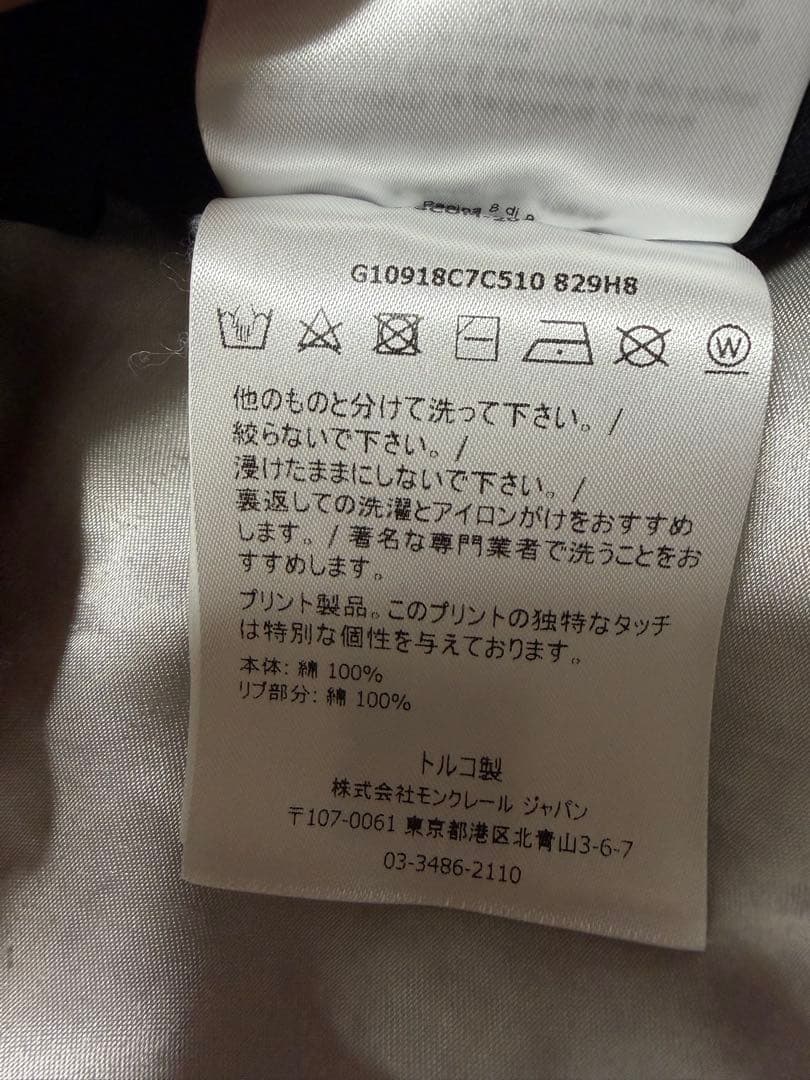 G10918C7C510 829H8
W
他のものと分けて洗って下さい。/
絞らないで下さい。/
浸けたままにしないで下さい。/
裏返しての洗濯とアイロンがけをおすすめ
します。/ 著名な専門業者で洗うことをお
すすめします。
プリント製品。このプリントの独特なタッチ
は特別な個性を与えております。
本体: 綿 100%
リブ部分: 綿 100%
トルコ製
株式会社モンクレール ジャパン
〒107-0061 東京都港区北青山3-6-7
03-3486-2110